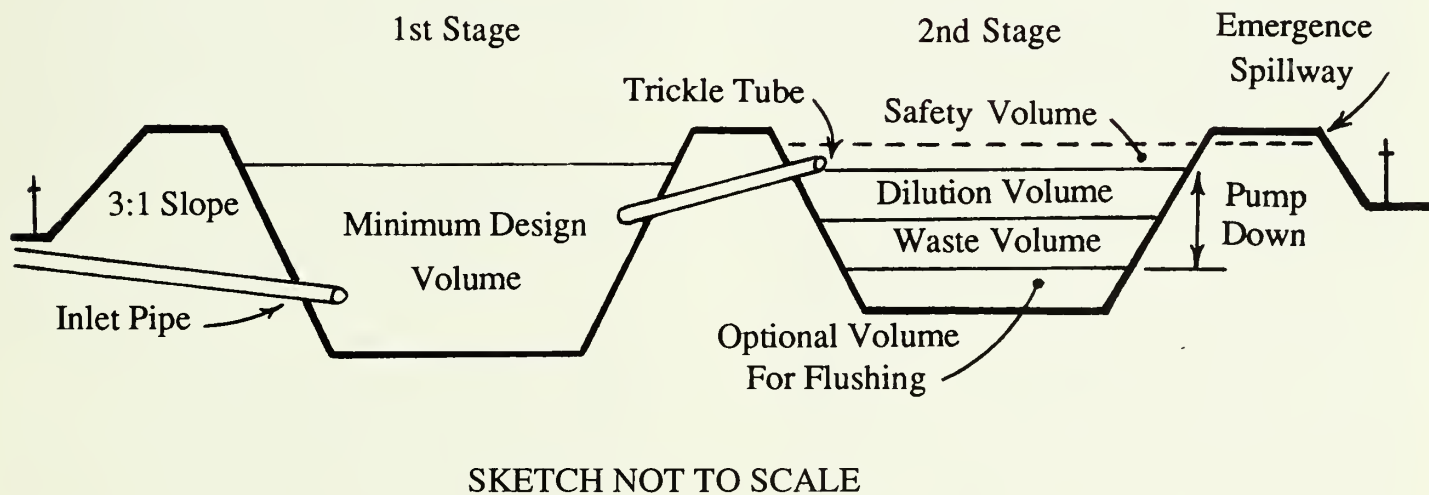 1st Stage
2nd Stage
Emergence
Spillway
Trickle Tube
Safety Volume
3:1 Slope
Minimum Design
Volume
Dilution Volume
Waste Volume
Pump
Down
Inlet Pipe
Optional Volume
For Flushing
SKETCH NOT TO SCALE